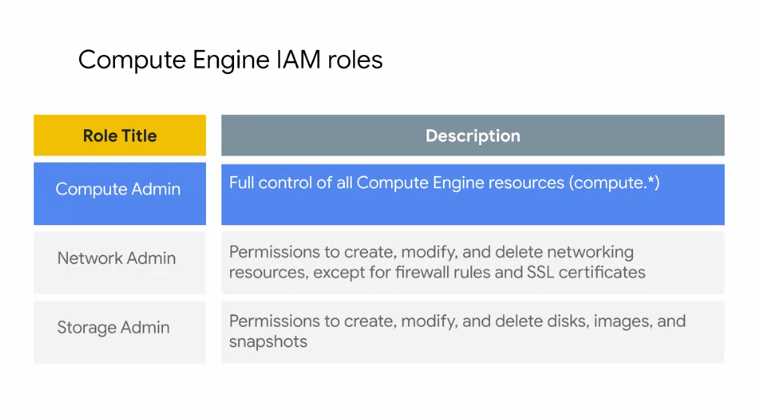 Compute Engine IAM roles
Role Title
Description
Compute Admin
Full control of all Compute Engine resources (compute.*)
Network Admin
Permissions to create, modify, and delete networking
resources, except for firewall rules and SSL certificates
Storage Admin
Permissions to create, modify, and delete disks, images, and
snapshots